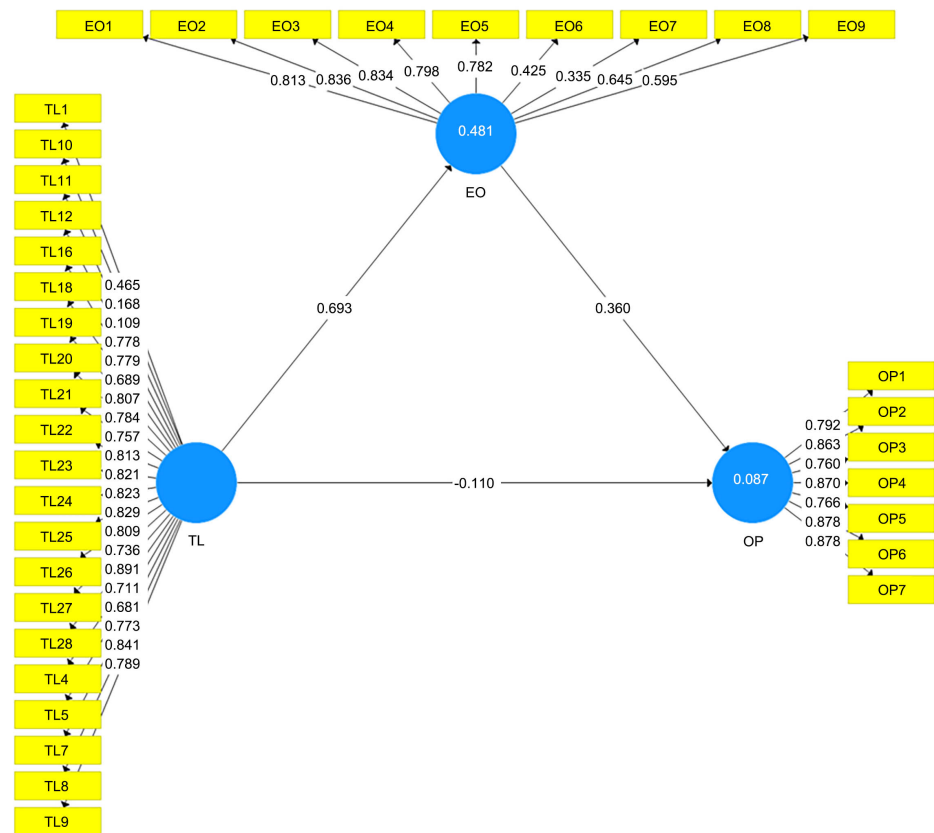 EO1 EO2 EO3 EO4 EO5 EO6 EO7 EO8 EO9
0.813 0.836 0.834 0.798 0.782 0.425 0.335 0.645 0.595
0.481
EO
TL1
TL10
TL11
TL12
TL16
TL18
TL19
TL20
TL21
TL22
TL23
TL24
TL25
TL26
TL27
TL28
TL4
TL5
TL7
TL8
TL9
0.465
0.168
0.109
0.778
0.779
0.689
0.807
0.784
0.757
0.813
0.821
0.823
0.829
0.809
0.736
0.891
0.711
0.681
0.773
0.841
0.789
TL
0.693
0.360
-0.110
0.087
OP
0.792
0.863
0.760
0.870
0.766
0.878
0.878
OP1
OP2
OP3
OP4
OP5
OP6
OP7